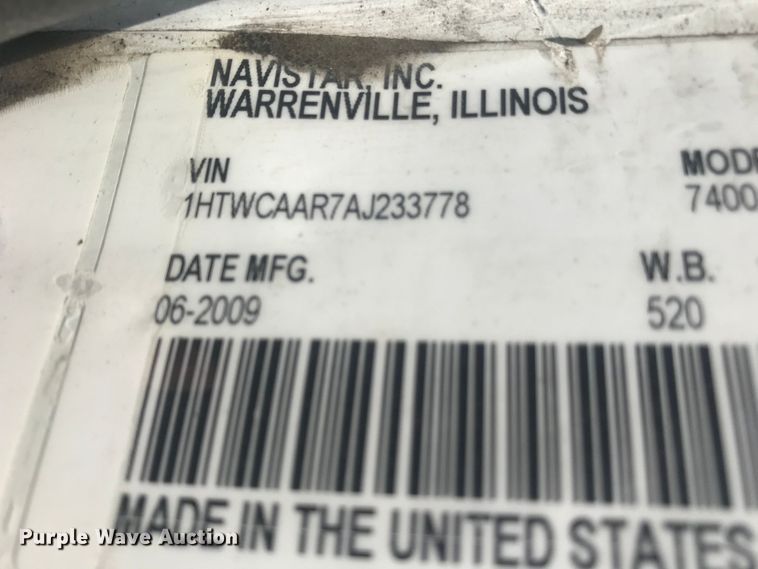 NAVISTAR, INC.
WARRENVILLE, ILLINOIS
VIN
1HTWCAAR7AJ233778
MODE
7400
DATE MFG.
06-2009
W.B.
520
MADE IN THE UNITED STATES
Purple Wave Auction